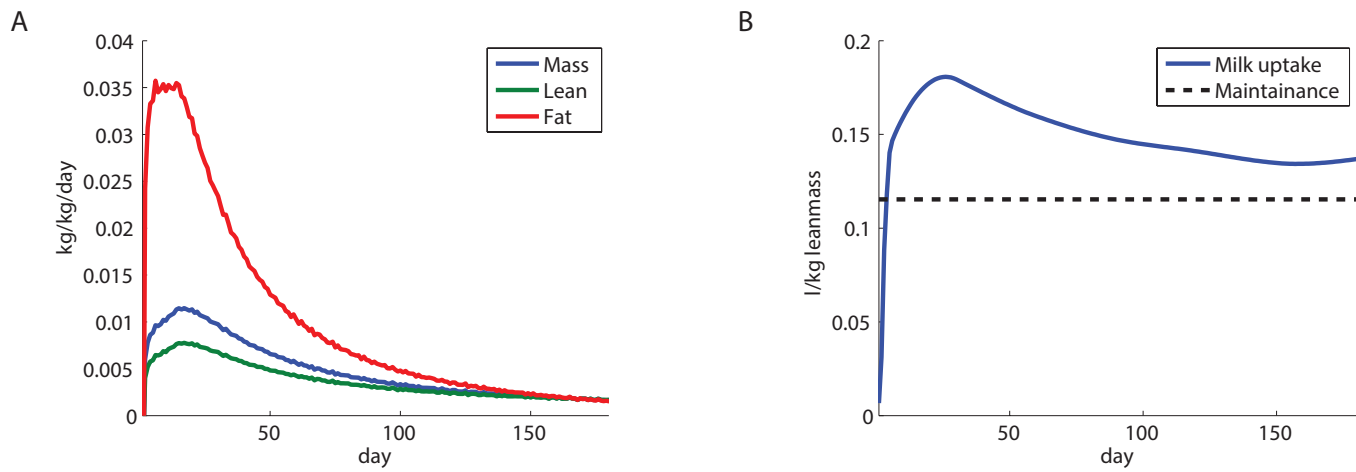 A
kg/kg/day
0.04
0.035
0.03
0.025
0.02
0.015
0.01
0.005
0
50
100
150
day
Mass
Lean
Fat
B
l/kg leanmass
0.2
0.15
0.1
0.05
0
50
100
150
day
Milk uptake
Maintainance